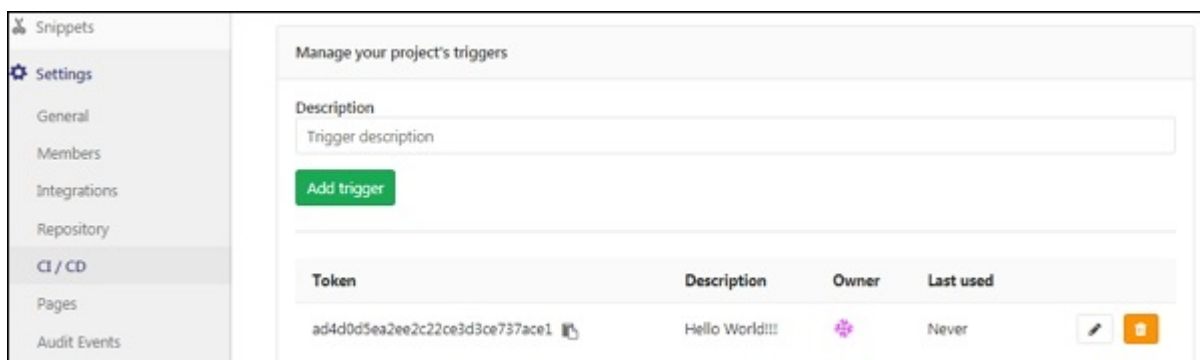 Snippets
Settings
General
Members
Integrations
Repository
CI / CD
Pages
Audit Events
Manage your project's triggers
Description
Trigger description
Add trigger
Token Description Owner Last used
ad4d0d5ea2ee2c22ce3d3ce737ace1 Hello World!!! Never